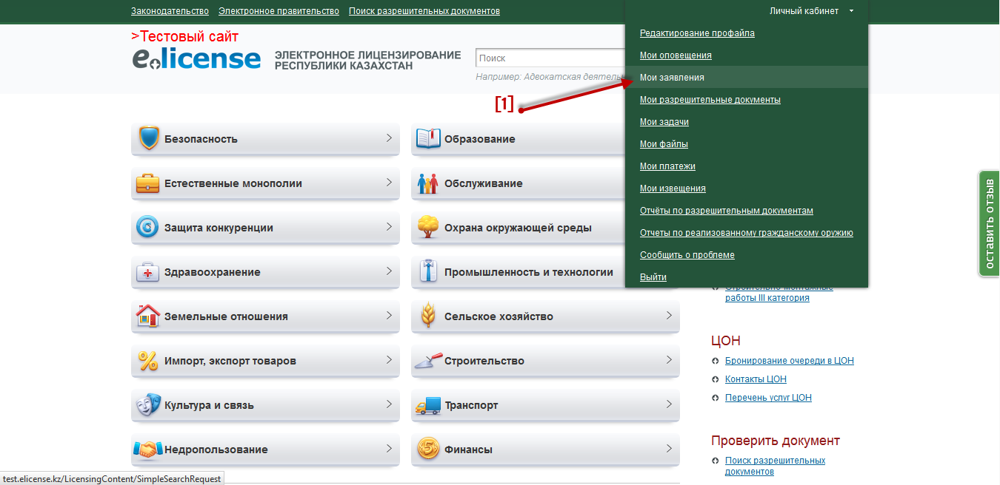 Законодательство Электронное правительство Поиск разрешительных документов Личный кабинет
>Тестовый сайт
e.license ЭЛЕКТРОННОЕ ЛИЦЕНЗИРОВАНИЕ
РЕСПУБЛИКИ КАЗАХСТАН
Поиск
Например: Адвокатская деятель
[1]
Редактирование профайла
Мои оповещения
Мои заявления
Мои разрешительные документы
Мои задачи
Мои файлы
Мои платежи
Мои извещения
Отчёты по разрешительным документам
Отчеты по реализованному гражданскому оружию
Сообщить о проблеме
Выйти
Безопасность
Образование
Естественные монополии
Обслуживание
Защита конкуренции
Охрана окружающей среды
Здравоохранение
Промышленность и технологии
Земельные отношения
Сельское хозяйство
Импорт, экспорт товаров
Строительство
Культура и связь
Транспорт
Недропользование
Финансы
Строительно-монтажные
работы III категория
ЦОН
Бронирование очереди в ЦОН
Контакты ЦОН
Перечень услуг ЦОН
Проверить документ
Поиск разрешительных
документов
оставить отзыв
test.elicense.kz/LicensingContent/SimpleSearchRequest